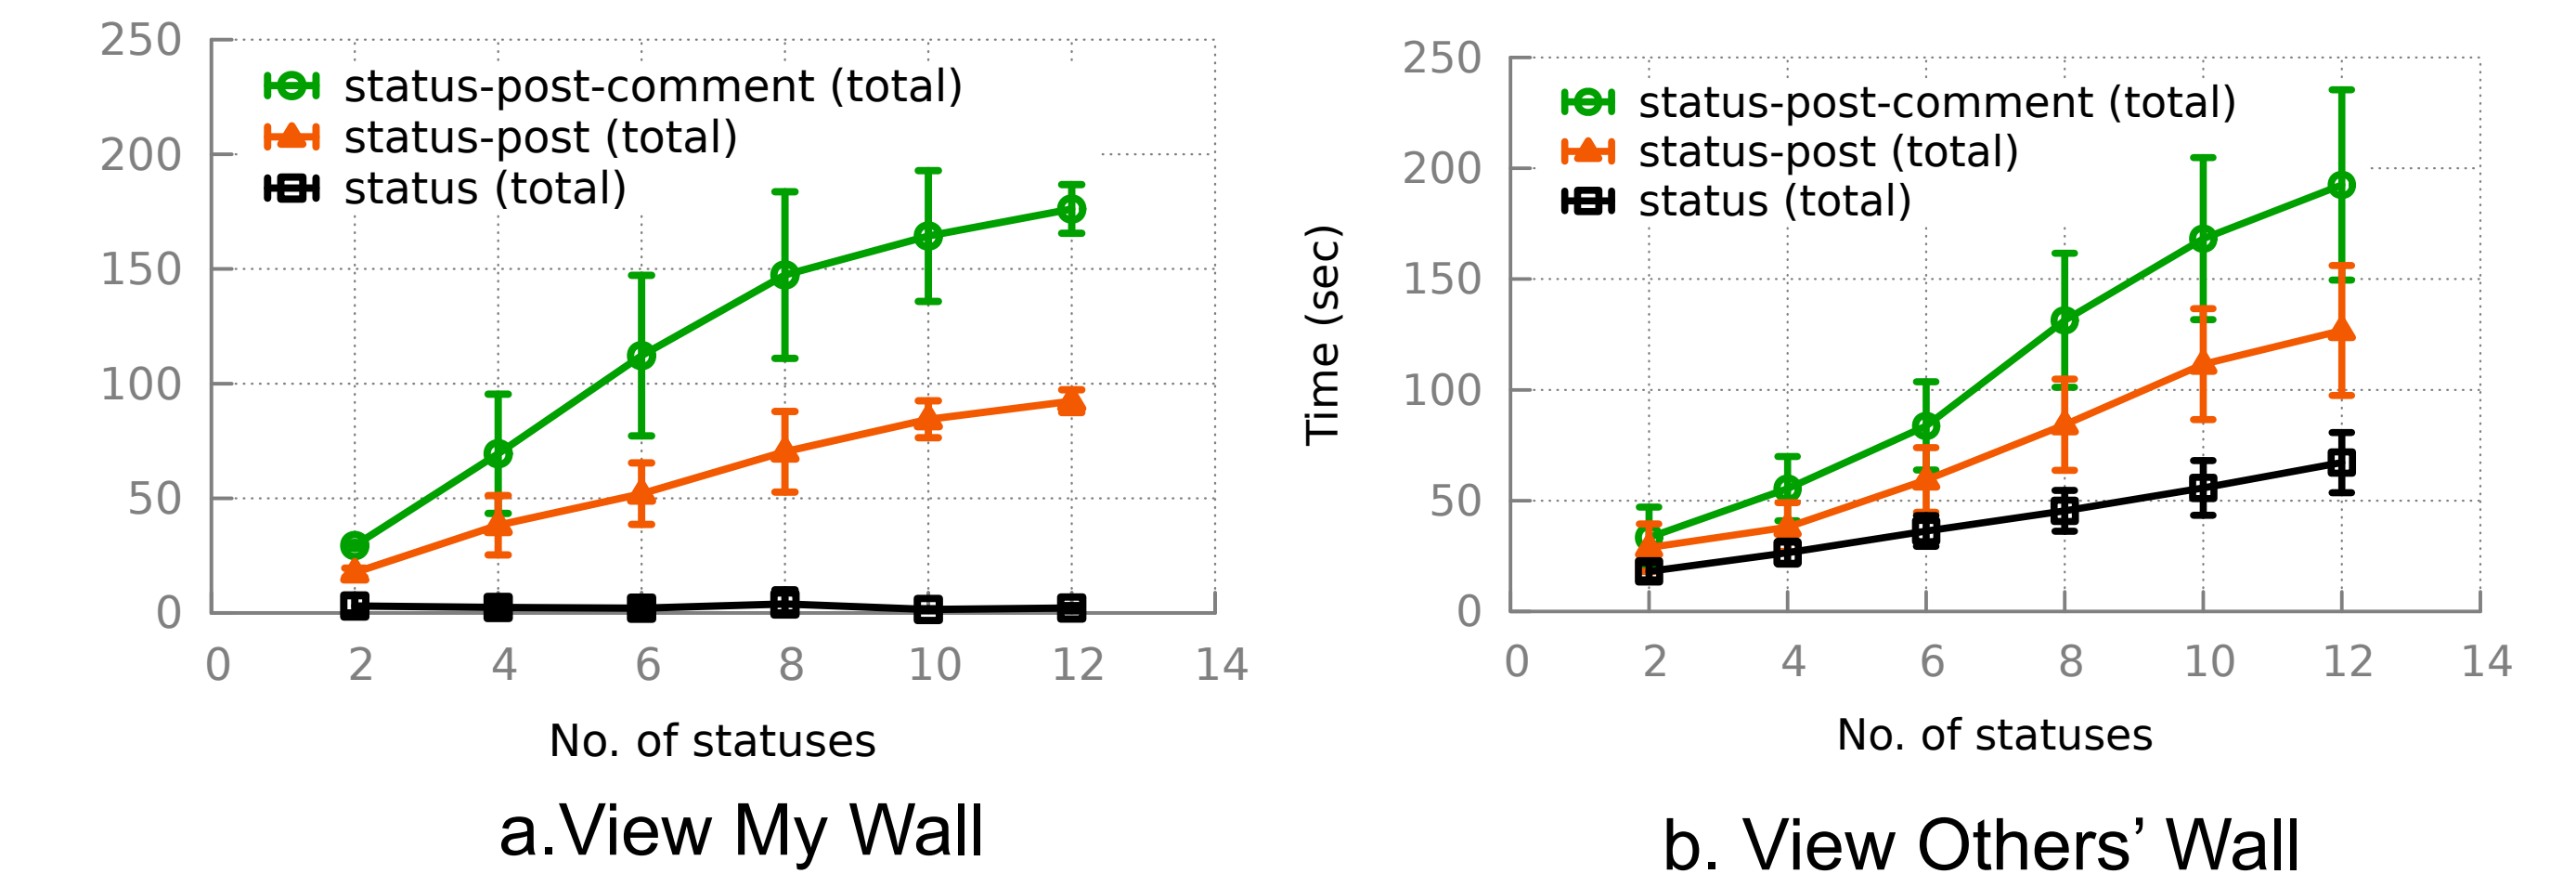 250
200
150
100
50
0
status-post-comment (total)
status-post (total)
status (total)
0 2 4 6 8 10 12 14
No. of statuses
a.View My Wall
Time (sec)
250
200
150
100
50
0
status-post-comment (total)
status-post (total)
status (total)
0 2 4 6 8 10 12 14
No. of statuses
b. View Others’ Wall